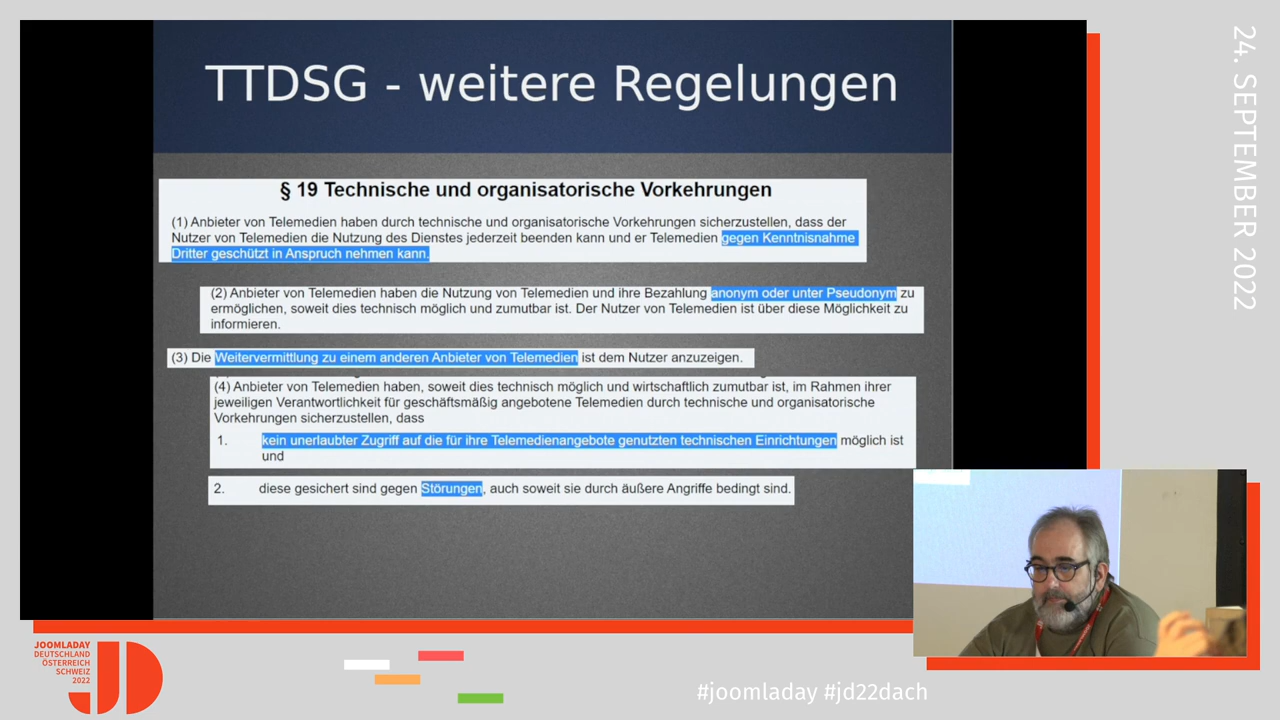 TTDSG - weitere Regelungen
§ 19 Technische und organisatorische Vorkehrungen
(1) Anbieter von Telemedien haben durch technische und organisatorische Vorkehrungen sicherzustellen, dass der
Nutzer von Telemedien die Nutzung des Dienstes jederzeit beenden kann und er Telemedien gegen Kenntnisnahme
Dritter geschützt in Anspruch nehmen kann.
(2) Anbieter von Telemedien haben die Nutzung von Telemedien und ihre Bezahlung anonym oder unter Pseudonym zu
ermöglichen, soweit dies technisch möglich und zumutbar ist. Der Nutzer von Telemedien ist über diese Möglichkeit zu
informieren.
(3) Die Weitervermittlung zu einem anderen Anbieter von Telemedien ist dem Nutzer anzuzeigen.
(4) Anbieter von Telemedien haben, soweit dies technisch möglich und wirtschaftlich zumutbar ist, im Rahmen ihrer
jeweiligen Verantwortlichkeit für geschäftsmäßig angebotene Telemedien durch technische und organisatorische
Vorkehrungen sicherzustellen, dass
1. kein unerlaubter Zugriff auf die für ihre Telemedienangebote genutzten technischen Einrichtungen möglich ist
und
2. diese gesichert sind gegen Störungen, auch soweit sie durch äußere Angriffe bedingt sind.
24. SEPTEMBER 2022
JOOMLADAY
DEUTSCHLAND
ÖSTERREICH
SCHWEIZ
2022
JD
#joomladay #jd22dach